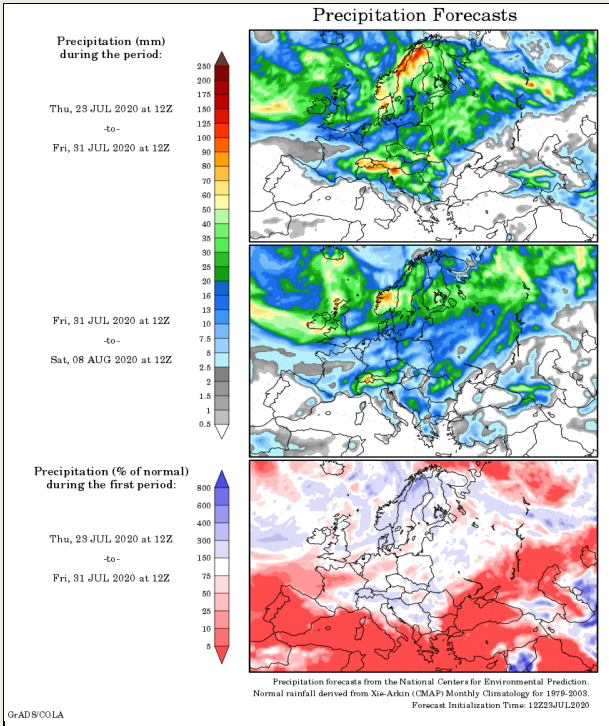 Precipitation Forecasts
Precipitation (mm)
during the period:
Thu, 23 JUL 2020 at 12Z
-to-
Fri, 31 JUL 2020 at 12Z
250
200
175
150
125
100
90
80
70
60
50
40
35
30
25
20
16
13
10
7.5
5
2.5
2
1.5
1
0.5
Fri, 31 JUL 2020 at 12Z
-to-
Sat, 08 AUG 2020 at 12Z
Precipitation (% of normal)
during the first period:
Thu, 23 JUL 2020 at 12Z
-to-
Fri, 31 JUL 2020 at 12Z
800
600
400
300
150
75
50
25
10
5
Precipitation forecasts from the National Centers for Environmental Prediction.
Normal rainfall derived from Xie-Arkin (CMAP) Monthly Climatology for 1979-2003.
Forecast Initialization Time: 12Z23JUL2020
GrADS/COLA